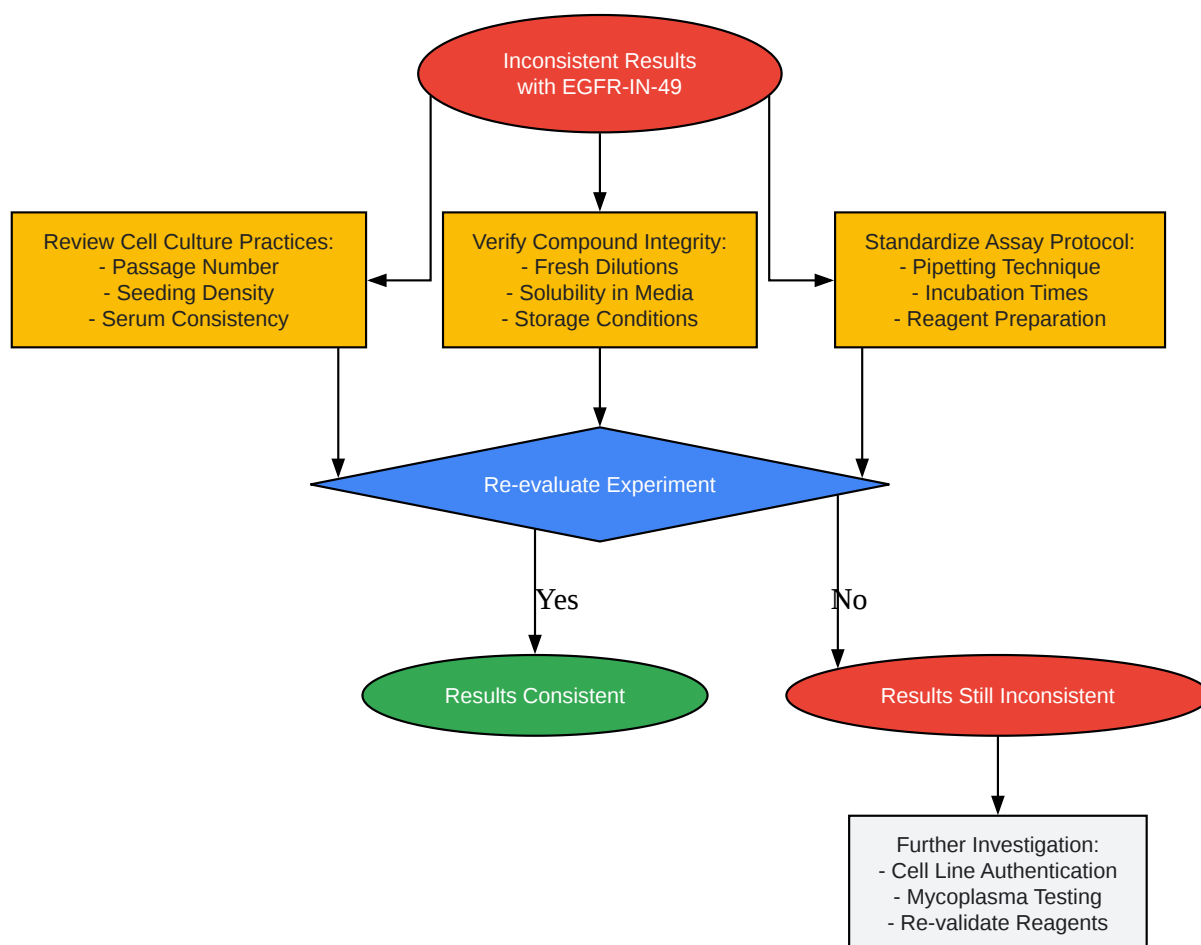 Inconsistent Results
with EGFR-IN-49
Review Cell Culture Practices:
- Passage Number
- Seeding Density
- Serum Consistency
Verify Compound Integrity:
- Fresh Dilutions
- Solubility in Media
- Storage Conditions
Standardize Assay Protocol:
- Pipetting Technique
- Incubation Times
- Reagent Preparation
Re-evaluate Experiment
Yes
No
Results Consistent
Results Still Inconsistent
Further Investigation:
- Cell Line Authentication
- Mycoplasma Testing
- Re-validate Reagents